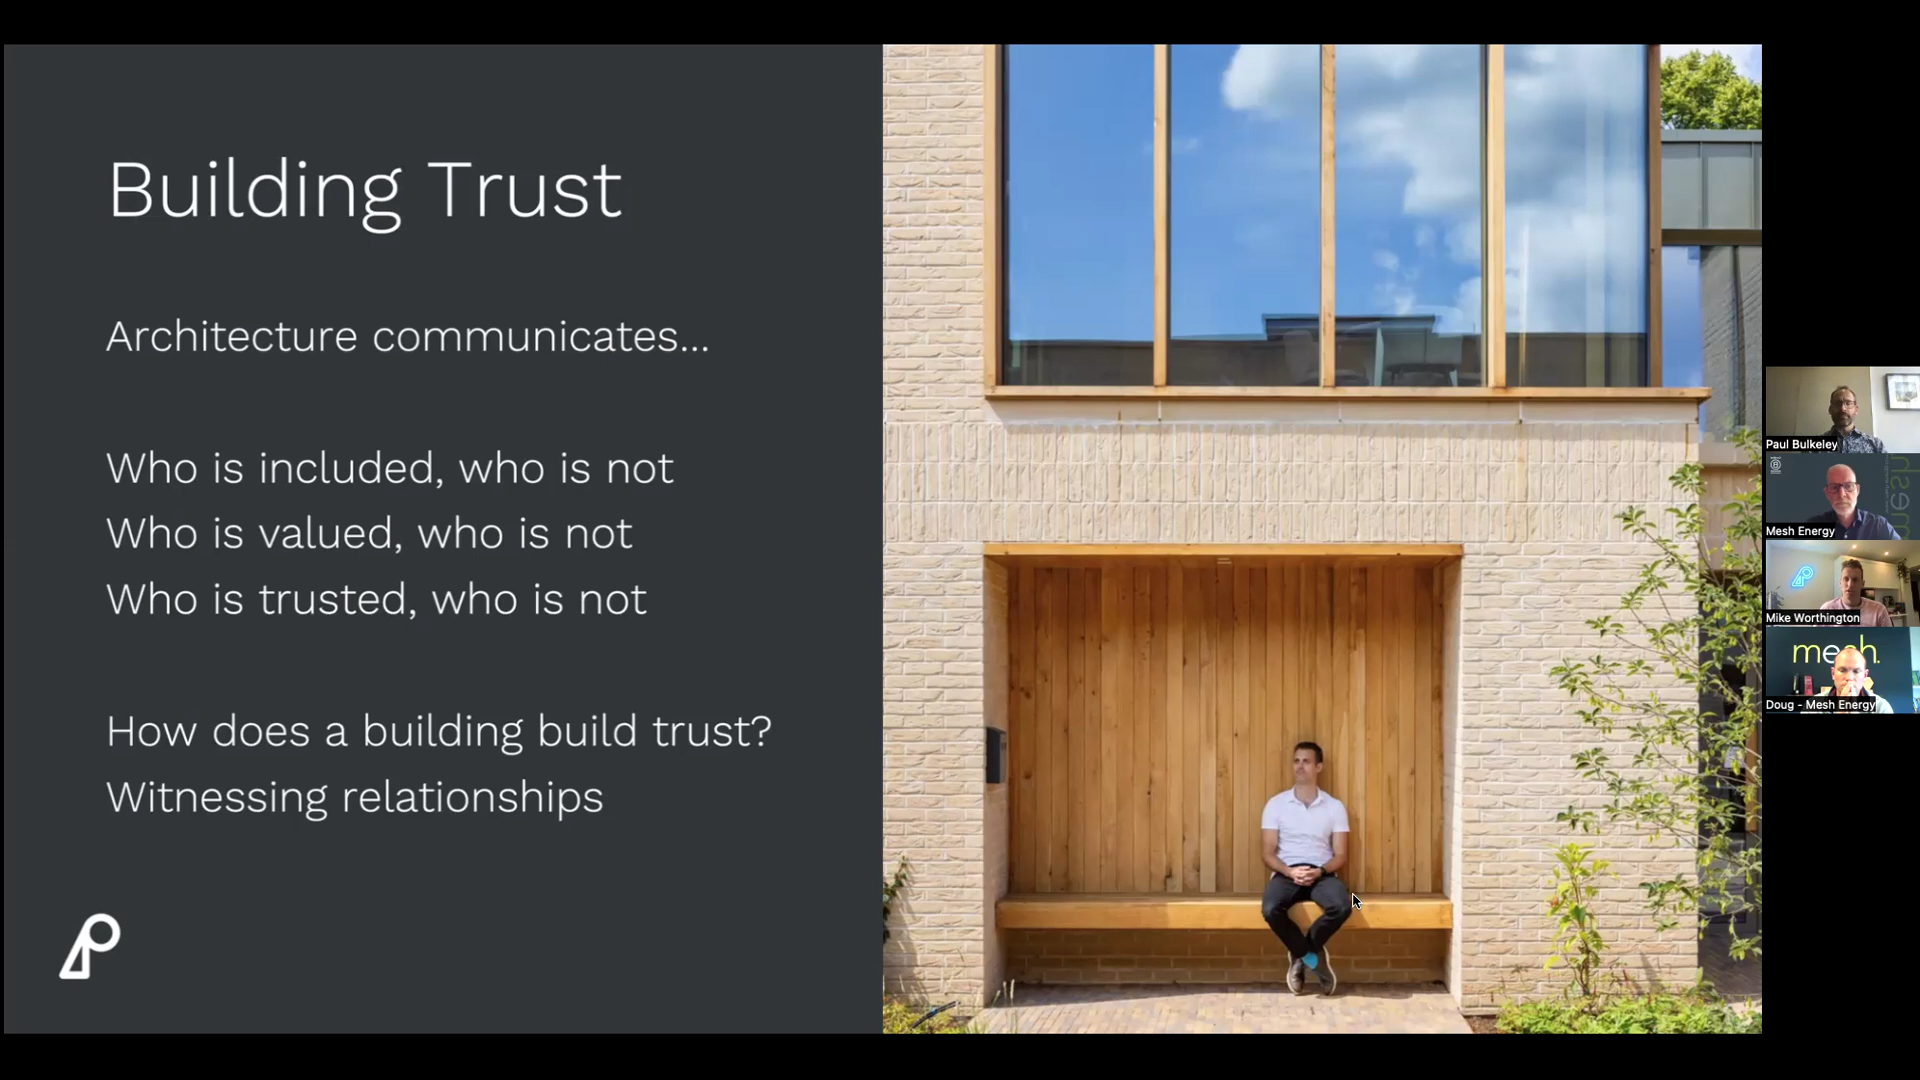 Building Trust
Architecture communicates...
Who is included, who is not
Who is valued, who is not
Who is trusted, who is not
How does a building build trust?
Witnessing relationships
Paul Bulkeley
mesh
Mesh Energy
Mike Worthington
mesh.
Doug - Mesh Energy